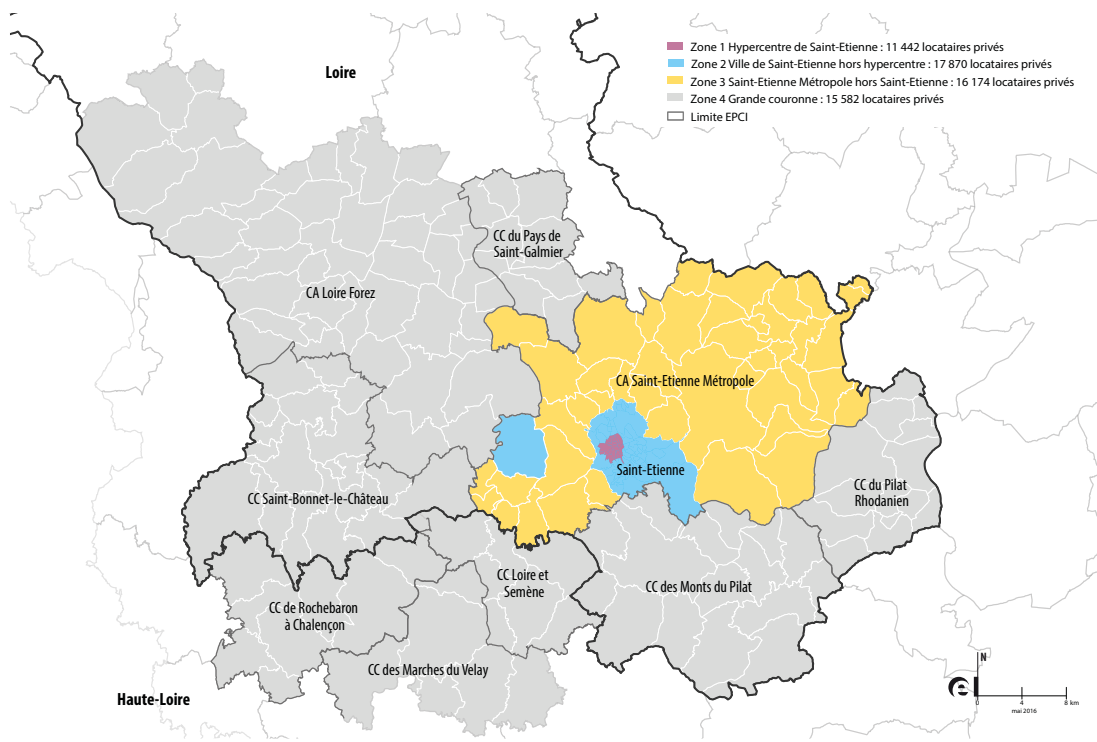 Zone 1 Hypercentre de Saint-Etienne : 11 442 locataires privés
Zone 2 Ville de Saint-Etienne hors hypercentre : 17 870 locataires privés
Zone 3 Saint-Etienne Métropole hors Saint-Etienne : 16 174 locataires privés
Zone 4 Grande couronne : 15 582 locataires privés
Limite EPCI
Loire
CC du Pays de
Saint-Galmier
CA Loire Forez
CA Saint-Etienne Métropole
Saint-Etienne
CC du Pilat
Rhodanien
CC Saint-Bonnet-le-Château
CC Loire et
Semène
CC des Monts du Pilat
CC de Rochebaron
à Chalençon
CC des Marches du Velay
Haute-Loire
N
0 4 8 km
mai 2016